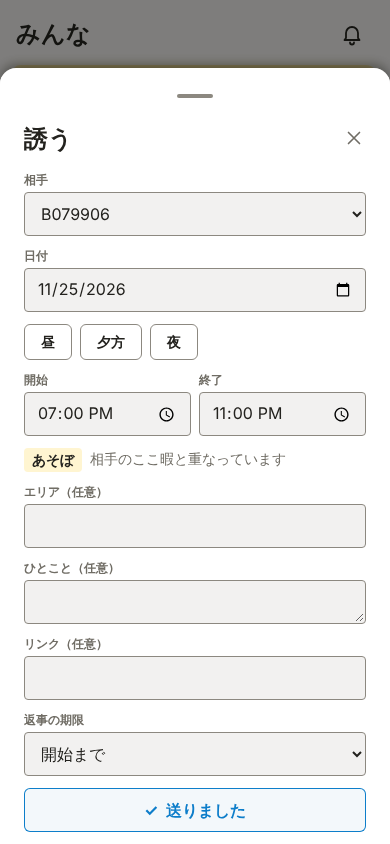 みんな
誘う
相手
B079906
日付
11/25/2026
昼 夕方 夜
開始 終了
07:00 PM 11:00 PM
あそぼ 相手のここ暇と重なっています
エリア（任意）
ひとこと（任意）
リンク（任意）
返事の期限
開始まで
送りました